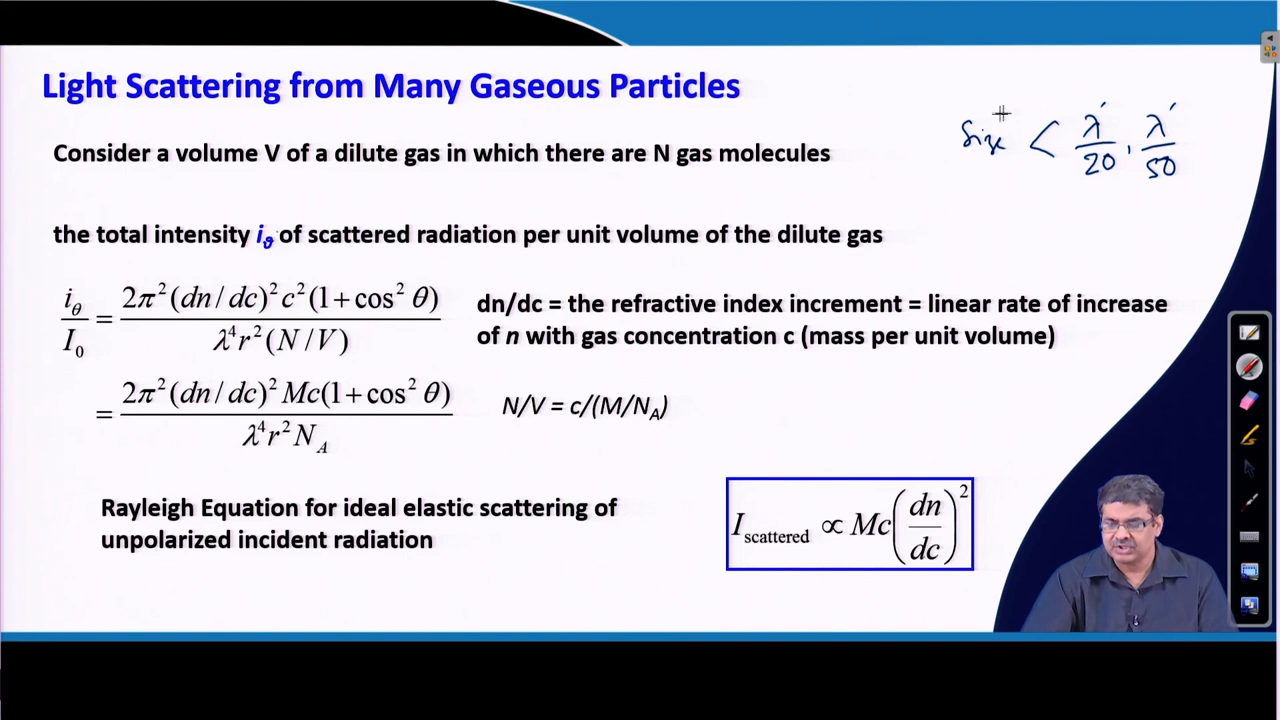 Light Scattering from Many Gaseous Particles
Size < λ'/20, λ'/50
Consider a volume V of a dilute gas in which there are N gas molecules
the total intensity iϑ of scattered radiation per unit volume of the dilute gas
iθ/I0 = 2π²(dn/dc)²c²(1+cos²θ) / λ⁴r²(N/V)
dn/dc = the refractive index increment = linear rate of increase
of n with gas concentration c (mass per unit volume)
= 2π²(dn/dc)²Mc(1+cos²θ) / λ⁴r²N_A
N/V = c/(M/N_A)
Rayleigh Equation for ideal elastic scattering of
unpolarized incident radiation
I_scattered ∝ Mc(dn/dc)²